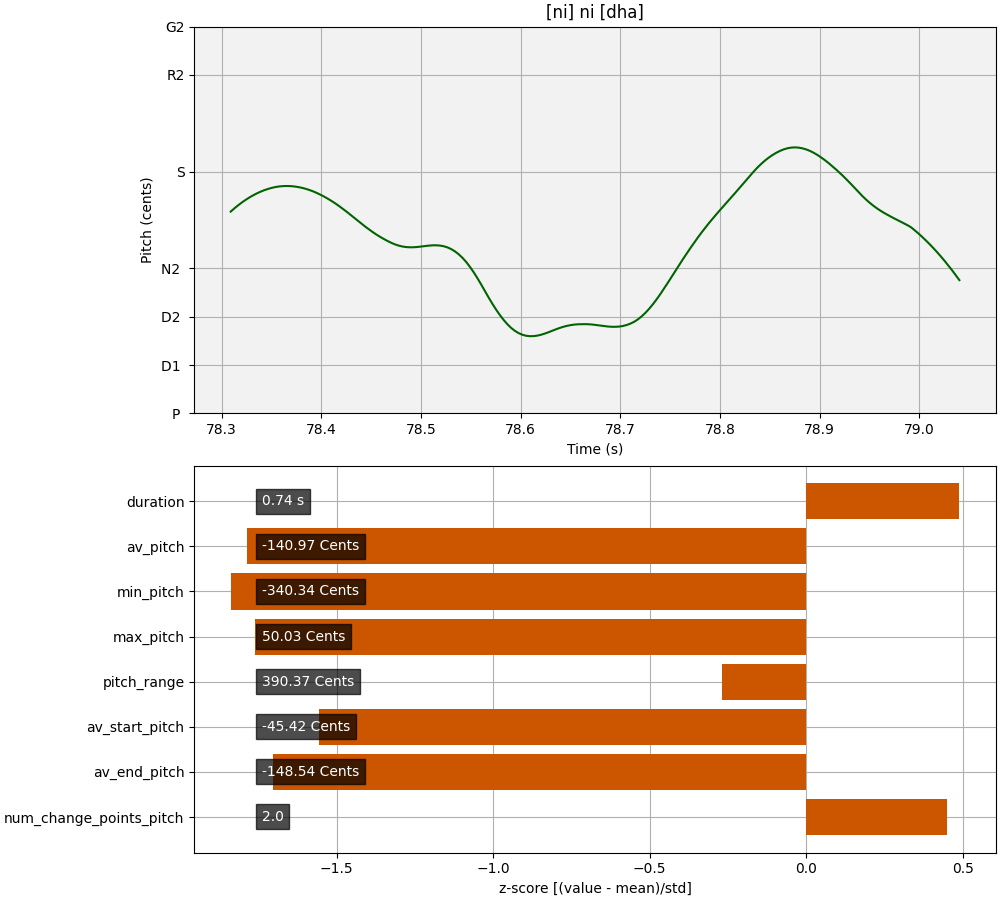 [ni] ni [dha]
G2
R2
S
N2
D2
D1
P
Pitch (cents)
78.3 78.4 78.5 78.6 78.7 78.8 78.9 79.0
Time (s)
duration 0.74 s
av_pitch -140.97 Cents
min_pitch -340.34 Cents
max_pitch 50.03 Cents
pitch_range 390.37 Cents
av_start_pitch -45.42 Cents
av_end_pitch -148.54 Cents
num_change_points_pitch 2.0
−1.5 −1.0 −0.5 0.0 0.5
z-score [(value - mean)/std]